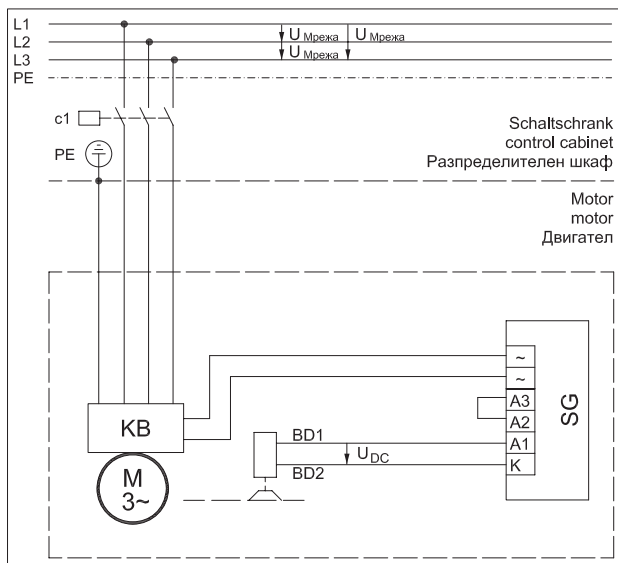 L1
U Мрежа U Мрежа
L2
U Мрежа
L3
PE
c1
PE
Schaltschrank
control cabinet
Разпределителен шкаф
Motor
motor
Двигател
~
~
A3
A2
A1
K
SG
KB
BD1
U DC
BD2
M
3~